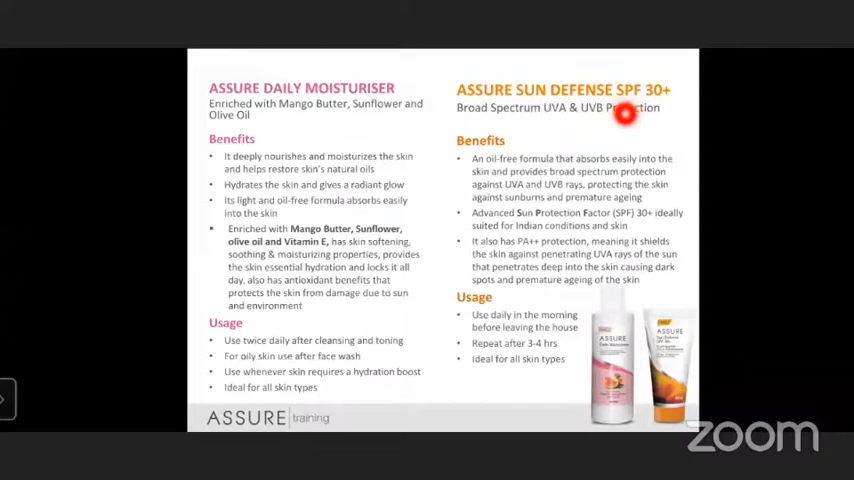 ASSURE DAILY MOISTURISER
Enriched with Mango Butter, Sunflower and
Olive Oil
Benefits
• It deeply nourishes and moisturizes the skin
and helps restore skin's natural oils
• Hydrates the skin and gives a radiant glow
• Its light and oil-free formula absorbs easily
into the skin
▪ Enriched with Mango Butter, Sunflower,
olive oil and Vitamin E, has skin softening,
soothing & moisturizing properties, provides
the skin essential hydration and locks it all
day, also has antioxidant benefits that
protects the skin from damage due to sun
and environment
Usage
• Use twice daily after cleansing and toning
• For oily skin use after face wash
• Use whenever skin requires a hydration boost
• Ideal for all skin types
ASSURE SUN DEFENSE SPF 30+
Broad Spectrum UVA & UVB Protection
Benefits
• An oil-free formula that absorbs easily into the
skin and provides broad spectrum protection
against UVA and UVB rays, protecting the skin
against sunburns and premature ageing
• Advanced Sun Protection Factor (SPF) 30+ ideally
suited for Indian conditions and skin
• It also has PA++ protection, meaning it shields
the skin against penetrating UVA rays of the sun
that penetrates deep into the skin causing dark
spots and premature ageing of the skin
Usage
• Use daily in the morning
before leaving the house
• Repeat after 3-4 hrs
• Ideal for all skin types
ASSURE
Daily Moisturiser
ASSURE
Sun Defense
ASSURE training
zoom